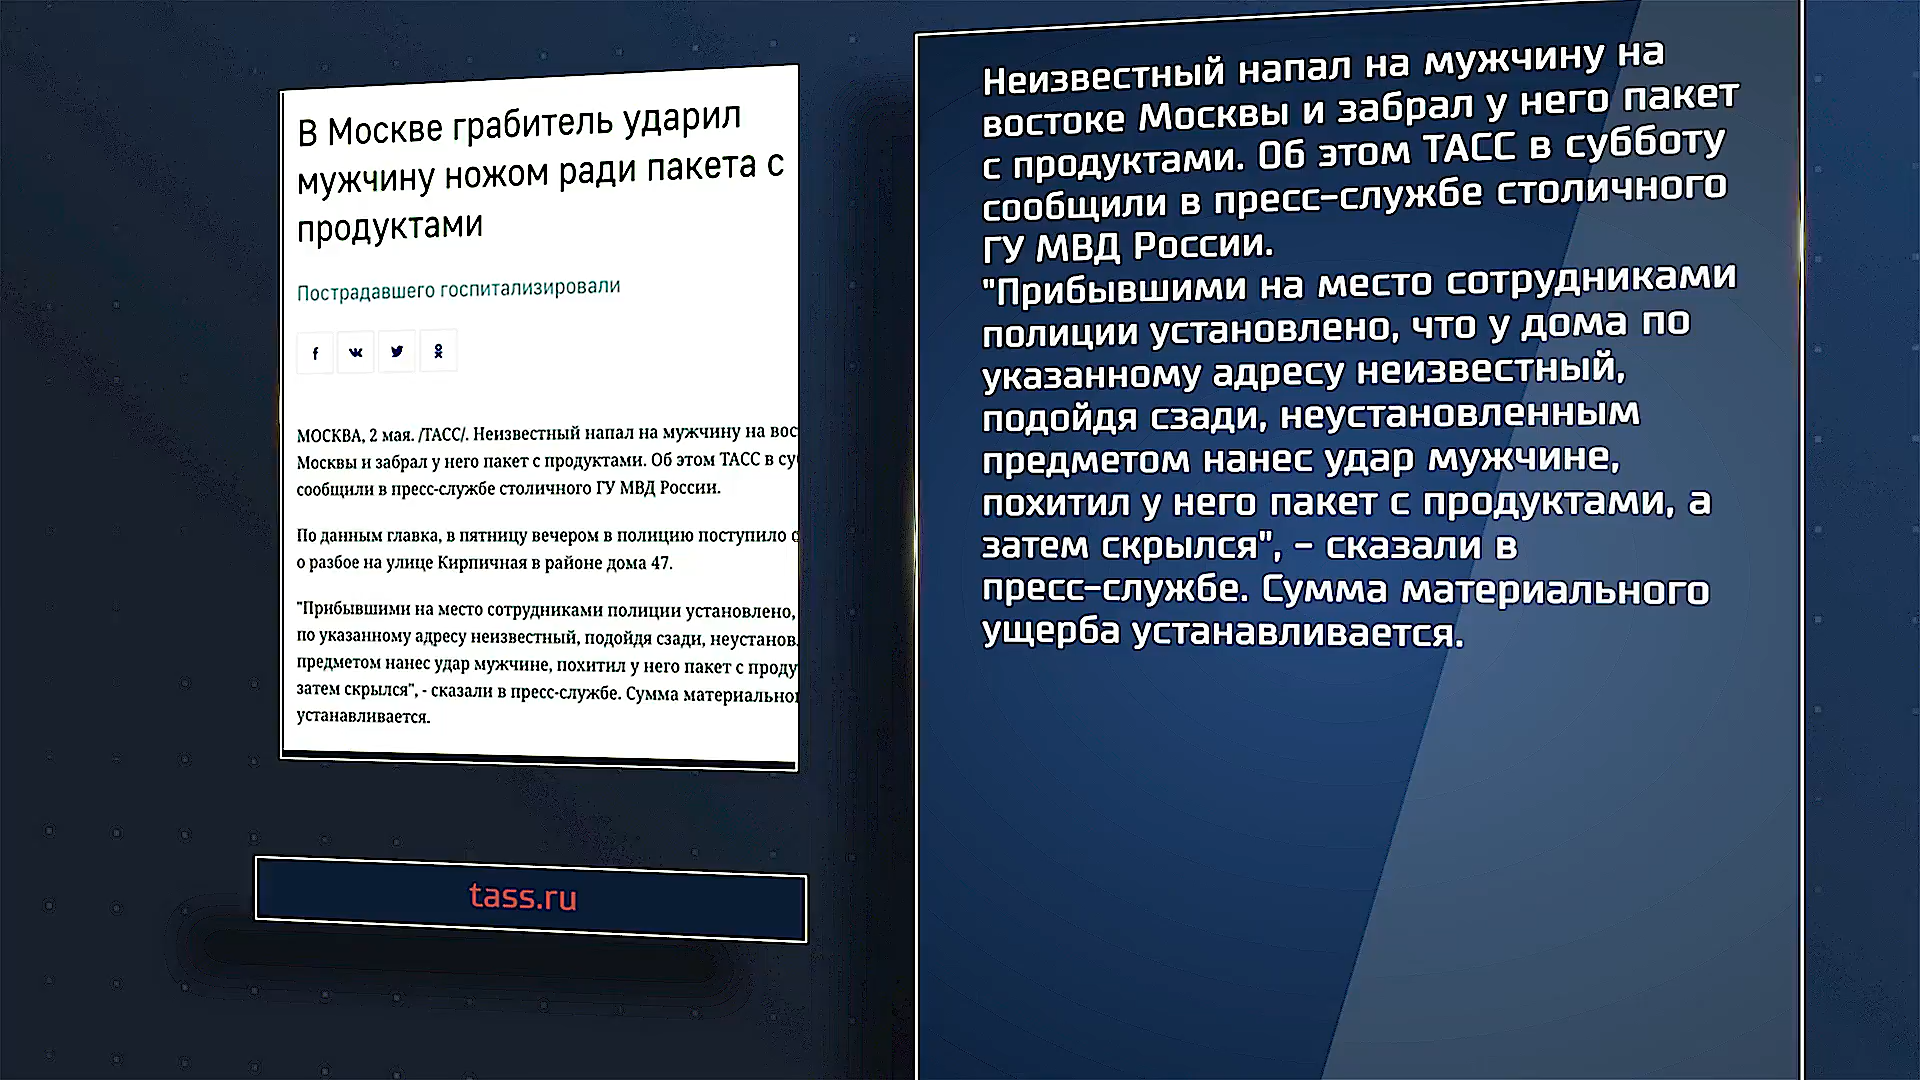 В Москве грабитель ударил
мужчину ножом ради пакета с
продуктами
Пострадавшего госпитализировали
МОСКВА, 2 мая. /ТАСС/. Неизвестный напал на мужчину на
Москвы и забрал у него пакет с продуктами. Об этом ТАСС в
сообщили в пресс-службе столичного ГУ МВД России.
По данным главка, в пятницу вечером в полицию поступило
о разбое на улице Кирпичная в районе дома 47.
"Прибывшими на место сотрудниками полиции установлено,
по указанному адресу неизвестный, подойдя сзади,
предметом нанес удар мужчине, похитил у него пакет с
затем скрылся", - сказали в пресс-службе. Сумма
устанавливается.
tass.ru
Неизвестный напал на мужчину на
востоке Москвы и забрал у него пакет
с продуктами. Об этом ТАСС в субботу
сообщили в пресс-службе столичного
ГУ МВД России.
"Прибывшими на место сотрудниками
полиции установлено, что у дома по
указанному адресу неизвестный,
подойдя сзади, неустановленным
предметом нанес удар мужчине,
похитил у него пакет с продуктами, а
затем скрылся", – сказали в
пресс-службе. Сумма материального
ущерба устанавливается.